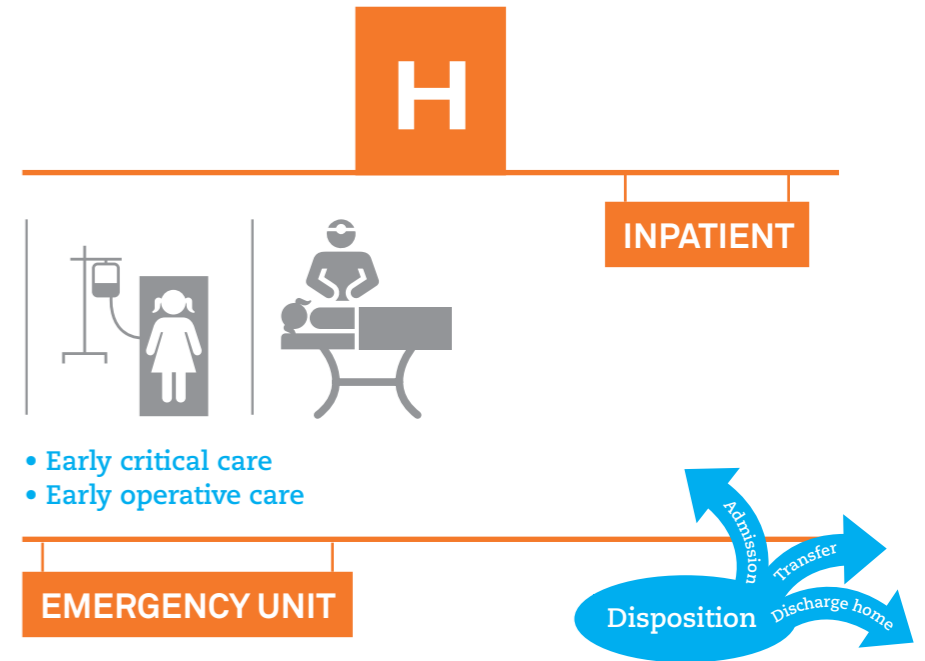 H
INPATIENT
• Early critical care
• Early operative care
EMERGENCY UNIT
Disposition
Admission
Transfer
Discharge home